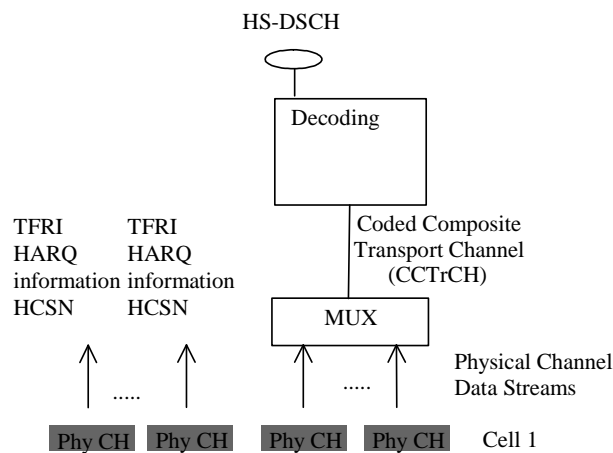 HS-DSCH
Decoding
TFRI
HARQ
information
HCSN
TFRI
HARQ
information
HCSN
Coded Composite
Transport Channel
(CCTrCH)
MUX
.....
.....
Physical Channel
Data Streams
Phy CH
Phy CH
Phy CH
Phy CH
Cell 1